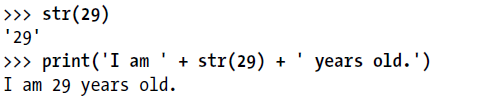 >>> str(29)
'29'
>>> print('I am ' + str(29) + ' years old.')
I am 29 years old.